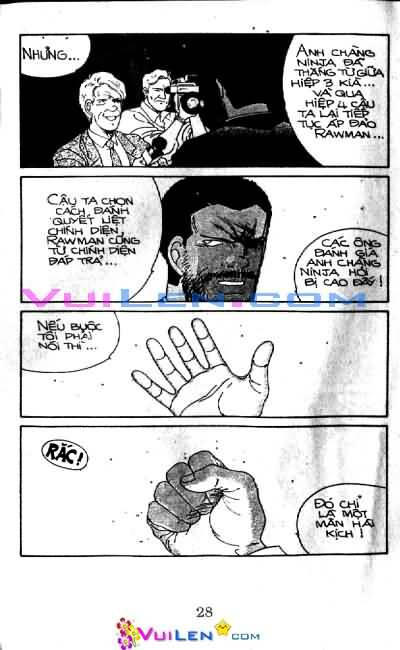 NHƯNG...
ANH CHÀNG
NINJA ĐÃ
THẮNG TỪ GIỮA
HIỆP 3 KIA...
VÀ QUA
HIỆP 4 CẬU
TA LẠI TIẾP
TỤC ÁP ĐẢO
RAWMAN...
CẬU TA CHỌN
CÁCH ĐÁNH
QUYẾT LIỆT
CHÍNH DIỆN,
RAWMAN CŨNG
TỪ CHÍNH DIỆN
ĐÁP TRẢ...
CÁC ÔNG
ĐÁNH GIÁ
ANH CHÀNG
NINJA HƠI
BỊ CAO ĐẤY!
VUILEN.COM
NẾU BUỘC
TÔI PHẢI
NÓI THÌ...
RẮC!
ĐÓ CHỈ
LÀ MỘT
MÀN HÀI
KỊCH!
28
VUILEN.COM